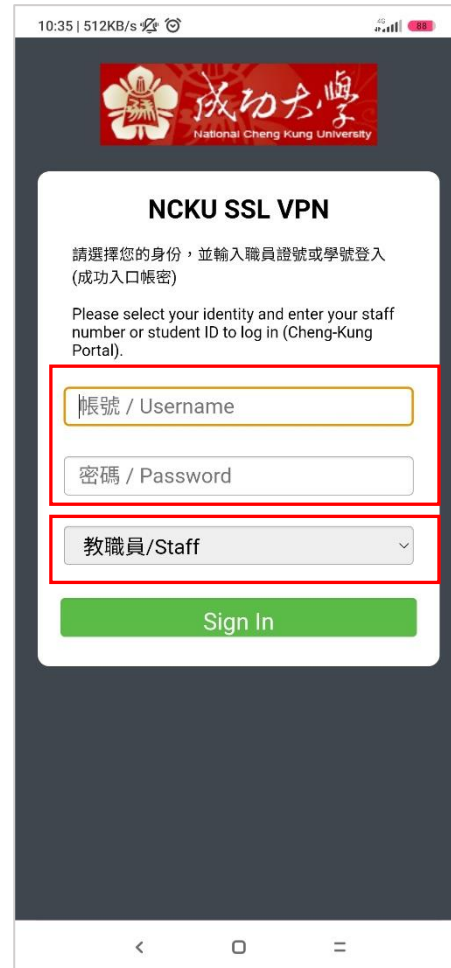 10:35 | 512KB/s
4G
88
成功大學
National Cheng Kung University
NCKU SSL VPN
請選擇您的身份，並輸入職員證號或學號登入
(成功入口帳密)
Please select your identity and enter your staff
number or student ID to log in (Cheng-Kung
Portal).
帳號 / Username
密碼 / Password
教職員/Staff
Sign In